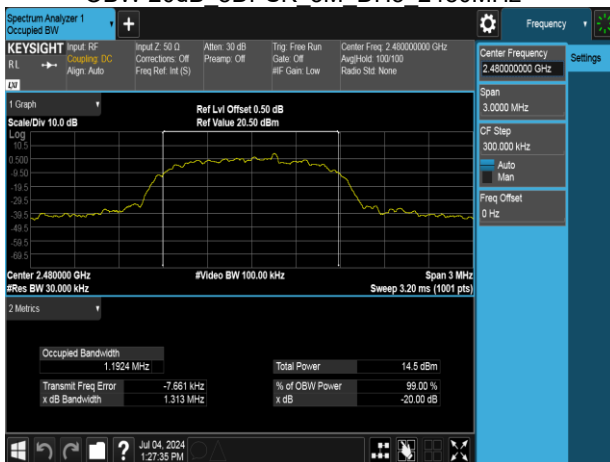 Spectrum Analyzer 1
Occupied BW
+
Frequency
KEYSIGHT
RL
LXI
Input: RF
Coupling: DC
Align: Auto
Input Z: 50 Ω
Corrections: Off
Freq Ref: Int (S)
Atten: 30 dB
Preamp: Off
Trig: Free Run
Gate: Off
#IF Gain: Low
Center Freq: 2.480000000 GHz
Avg|Hold: 100/100
Radio Std: None
Center Frequency
2.480000000 GHz
Settings
Span
3.0000 MHz
CF Step
300.000 kHz
Auto
Man
Freq Offset
0 Hz
1 Graph
Scale/Div 10.0 dB
Ref Lvl Offset 0.50 dB
Ref Value 20.50 dBm
Log
10.5
0.500
-9.50
-19.5
-29.5
-39.5
-49.5
-59.5
-69.5
Center 2.480000 GHz
#Res BW 30.000 kHz
#Video BW 100.00 kHz
Span 3 MHz
Sweep 3.20 ms (1001 pts)
2 Metrics
Occupied Bandwidth
1.1924 MHz
Total Power 14.5 dBm
Transmit Freq Error -7.661 kHz
% of OBW Power 99.00 %
x dB Bandwidth 1.313 MHz
x dB -20.00 dB
?
Jul 04, 2024
1:27:35 PM